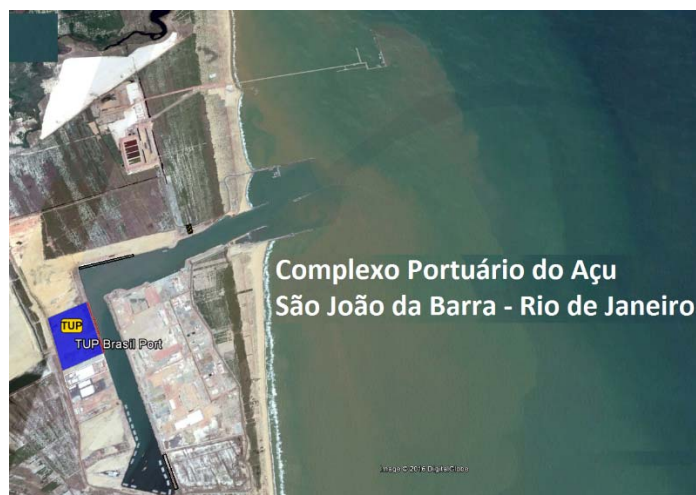 Complexo Portuário do Açu
São João da Barra - Rio de Janeiro
TUP
TUP Brasil Port
Image © 2016 DigitalGlobe